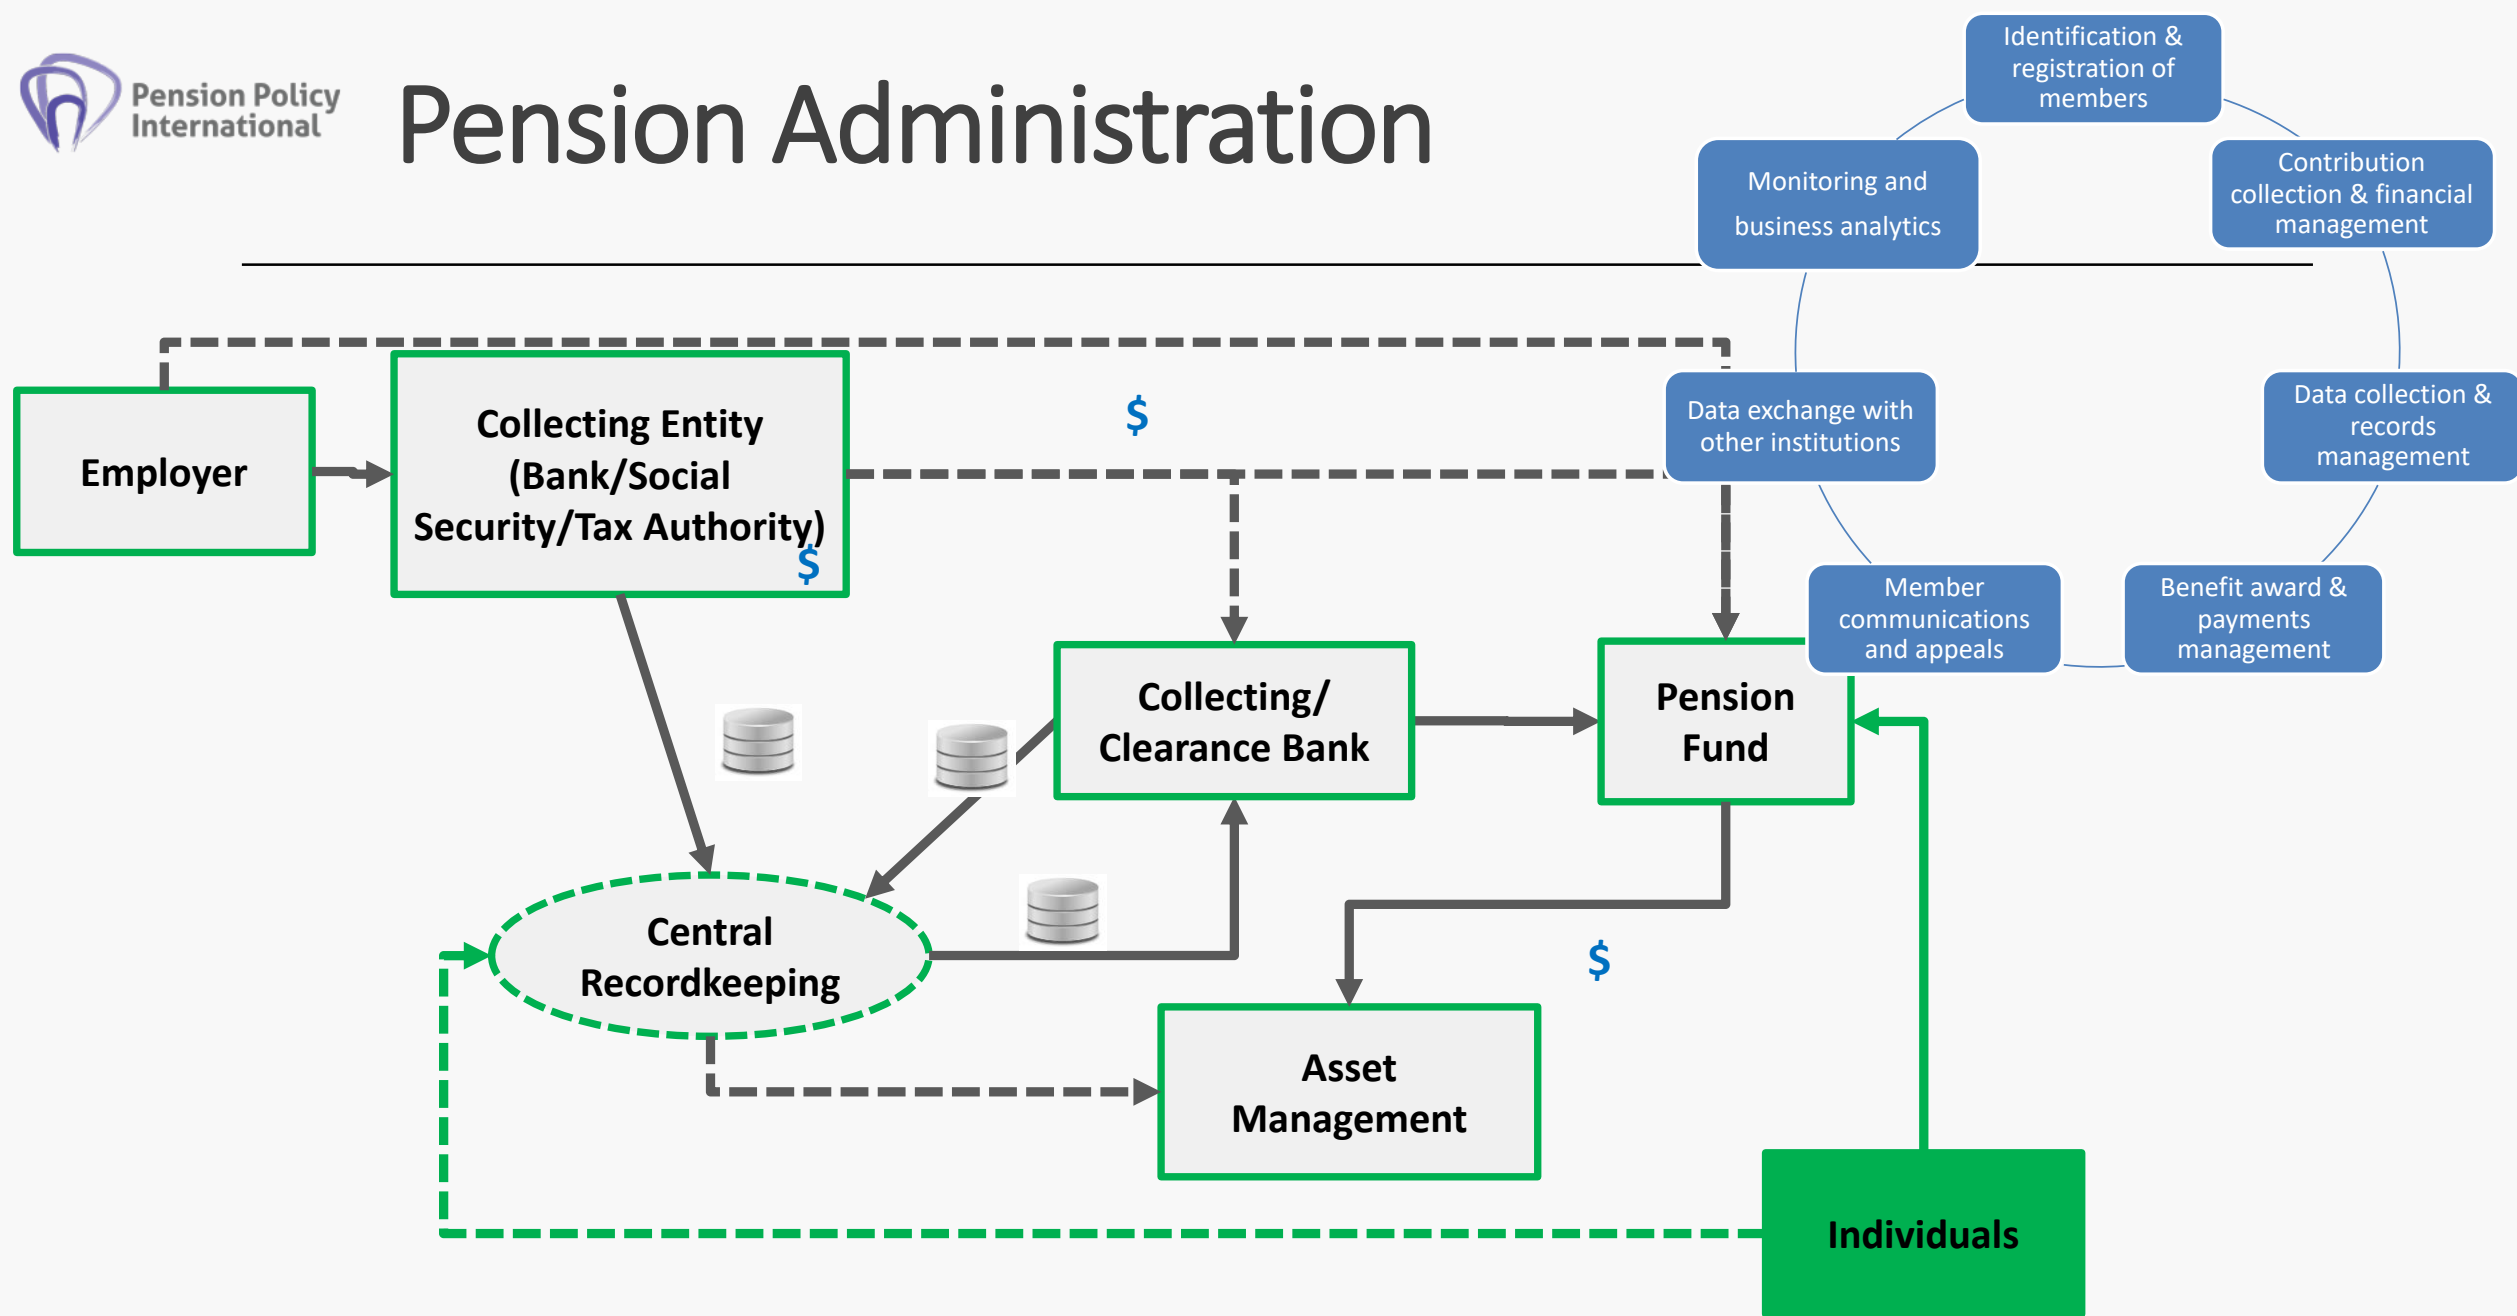 Pension Policy
International
Pension Administration
Identification &
registration of
members
Contribution
collection & financial
management
Data collection &
records
management
Benefit award &
payments
management
Member
communications
and appeals
Data exchange with
other institutions
Monitoring and
business analytics
Employer
Collecting Entity
(Bank/Social
Security/Tax Authority)
$
$
Collecting/
Clearance Bank
Pension
Fund
Central
Recordkeeping
$
Asset
Management
Individuals